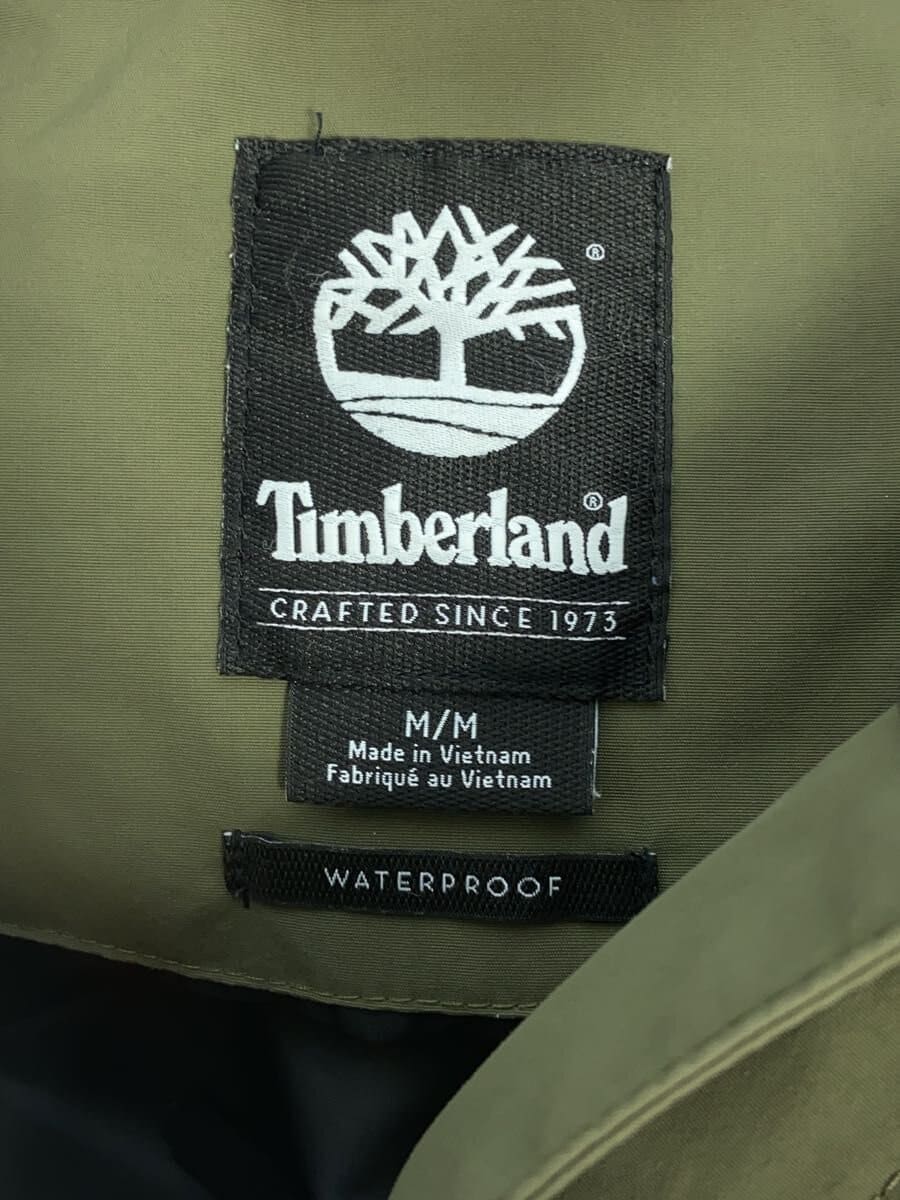 ®
Timberland®
CRAFTED SINCE 1973
M/M
Made in Vietnam
Fabriqué au Vietnam
WATERPROOF